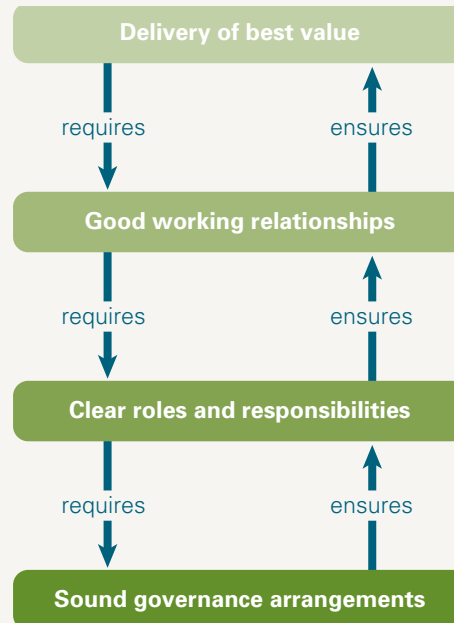 Delivery of best value
requires ensures
Good working relationships
requires ensures
Clear roles and responsibilities
requires ensures
Sound governance arrangements